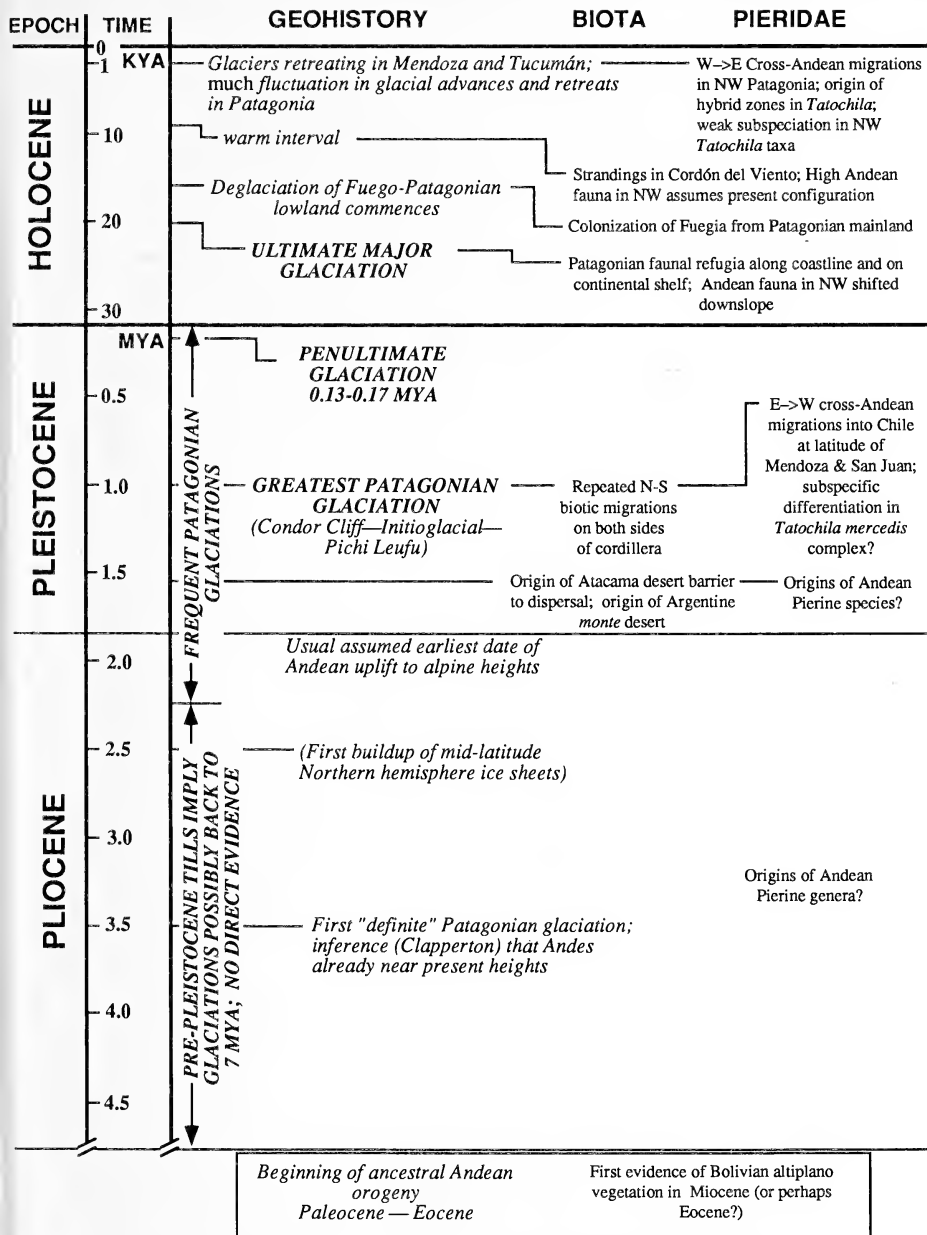 EPOCH TIME GEOHISTORY BIOTA PIERIDAE
HOLOCENE
0
1 KYA
10
20
30
Glaciers retreating in Mendoza and Tucumán;
much fluctuation in glacial advances and retreats
in Patagonia
W–>E Cross-Andean migrations
in NW Patagonia; origin of
hybrid zones in Tatochila;
weak subspeciation in NW
Tatochila taxa
warm interval
Strandings in Cordón del Viento; High Andean
fauna in NW assumes present configuration
Deglaciation of Fuego-Patagonian
lowland commences
Colonization of Fuegia from Patagonian mainland
ULTIMATE MAJOR
GLACIATION
Patagonian faunal refugia along coastline and on
continental shelf; Andean fauna in NW shifted
downslope
PLEISTOCENE
MYA
0.5
1.0
1.5
FREQUENT PATAGONIAN
GLACIATIONS
PENULTIMATE
GLACIATION
0.13-0.17 MYA
E–>W cross-Andean
migrations into Chile
at latitude of
Mendoza & San Juan;
subspecific
differentiation in
Tatochila mercedis
complex?
GREATEST PATAGONIAN
GLACIATION
(Condor Cliff—Initioglacial—
Pichi Leufu)
Repeated N-S
biotic migrations
on both sides
of cordillera
Origin of Atacama desert barrier
to dispersal; origin of Argentine
monte desert
Origins of Andean
Pierine species?
PLIOCENE
2.0
2.5
3.0
3.5
4.0
4.5
Usual assumed earliest date of
Andean uplift to alpine heights
PRE-PLEISTOCENE TILLS IMPLY
GLACIATIONS POSSIBLY BACK TO
7 MYA; NO DIRECT EVIDENCE
(First buildup of mid-latitude
Northern hemisphere ice sheets)
Origins of Andean
Pierine genera?
First "definite" Patagonian glaciation;
inference (Clapperton) that Andes
already near present heights
Beginning of ancestral Andean
orogeny
Paleocene — Eocene
First evidence of Bolivian altiplano
vegetation in Miocene (or perhaps
Eocene?)